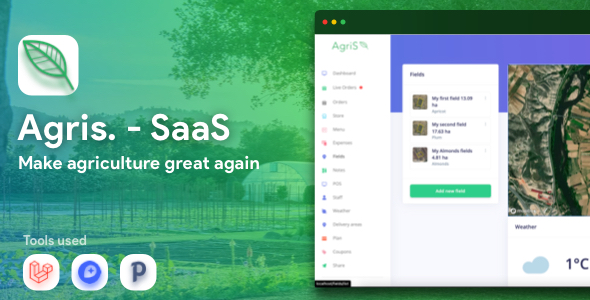 Agris. - SaaS
Make agriculture great again
Tools used
AgriS
Dashboard
Live Orders
Orders
Store
Menu
Expenses
Fields
Notes
POS
Staff
Weather
Delivery areas
Plan
Coupons
Share
Fields
My first field 13.09
ha
My second field
17.63 ha
My Almonds fields
4.81 ha
Almonds
Add new field
Weather
1°C